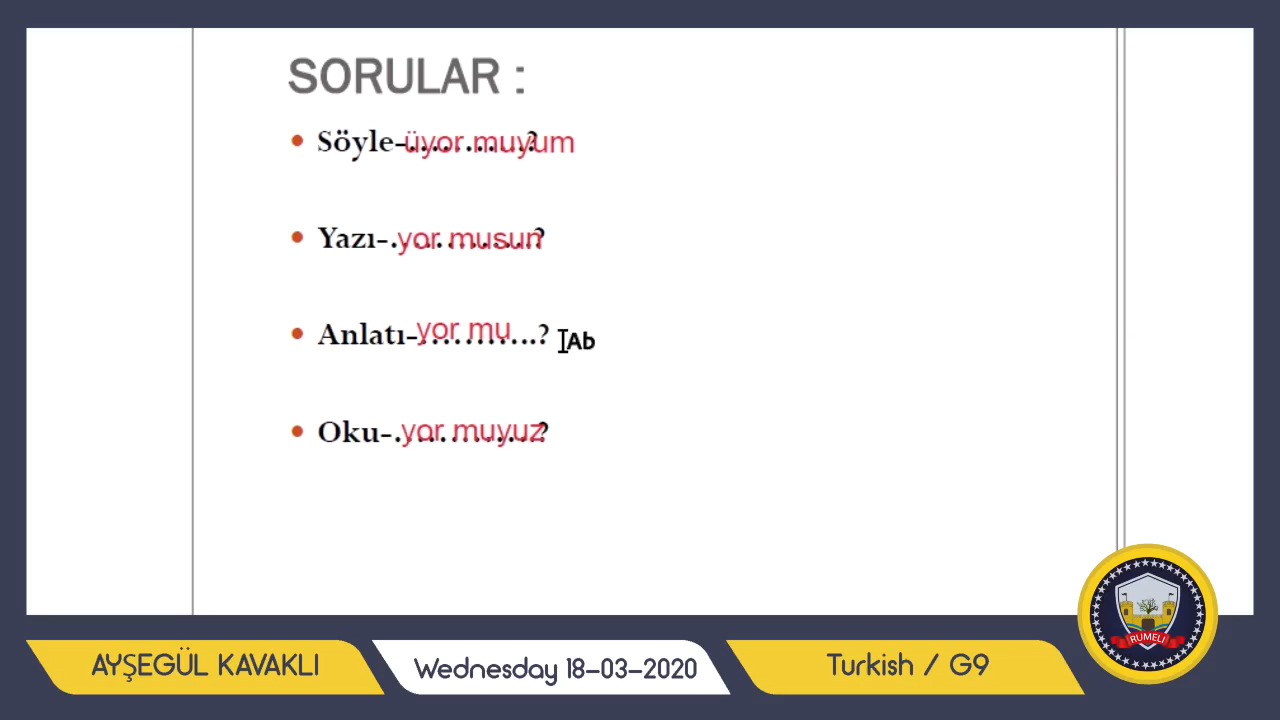 SORULAR :
• Söyle-üyor muyum............?
• Yazı-yor musun............?
• Anlatı-yor mu............?
• Oku-yor muyuz............?
Ab
RUMELI
AYŞEGÜL KAVAKLI
Wednesday 18-03-2020
Turkish / G9